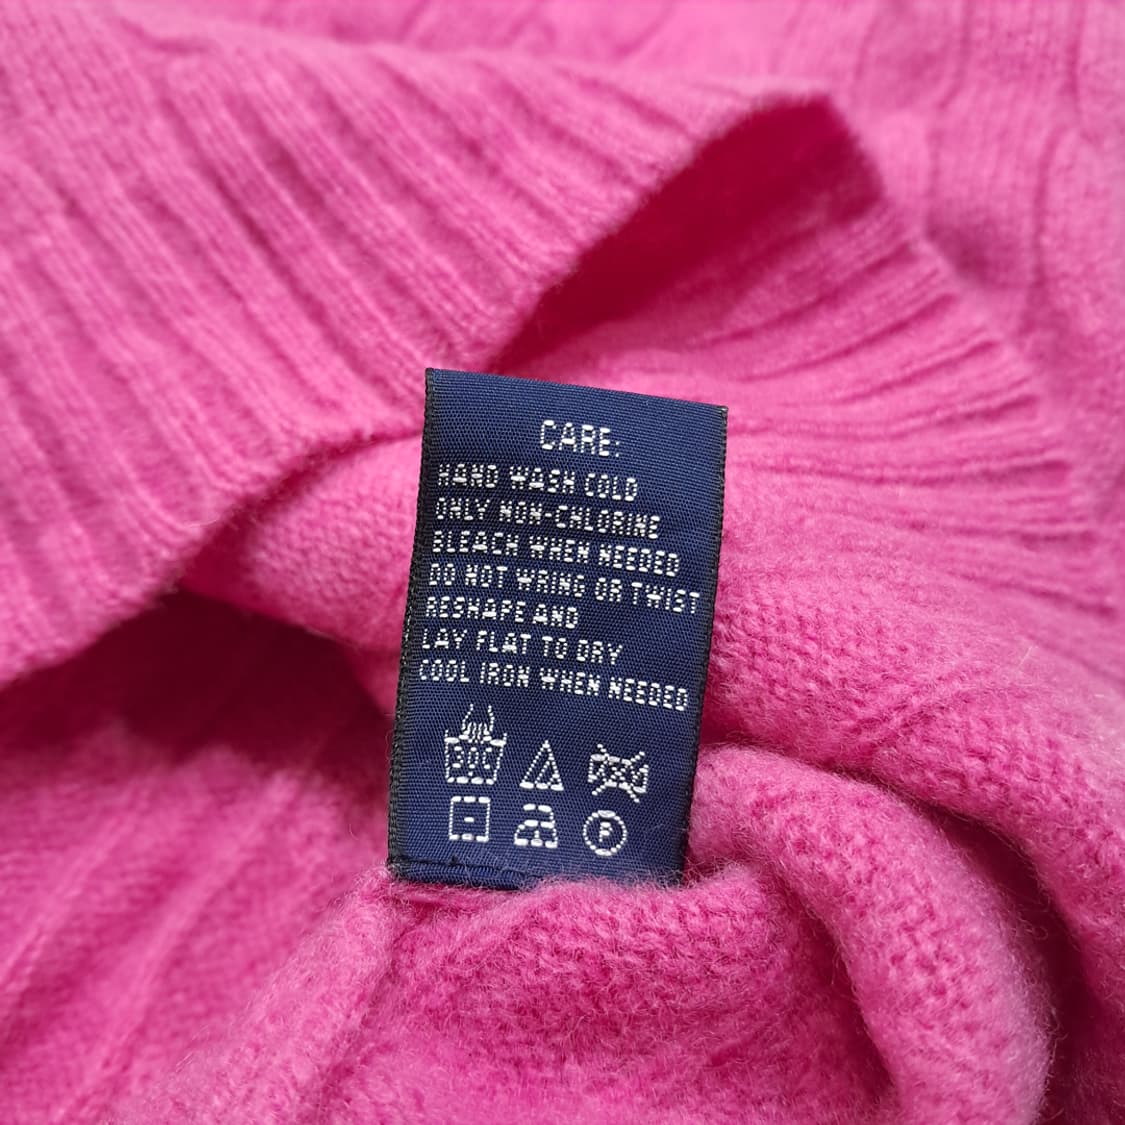 CARE:
HAND WASH COLD
ONLY NON-CHLORINE
BLEACH WHEN NEEDED
DO NOT WRING OR TWIST
RESHAPE AND
LAY FLAT TO DRY
COOL IRON WHEN NEEDED
30C
P